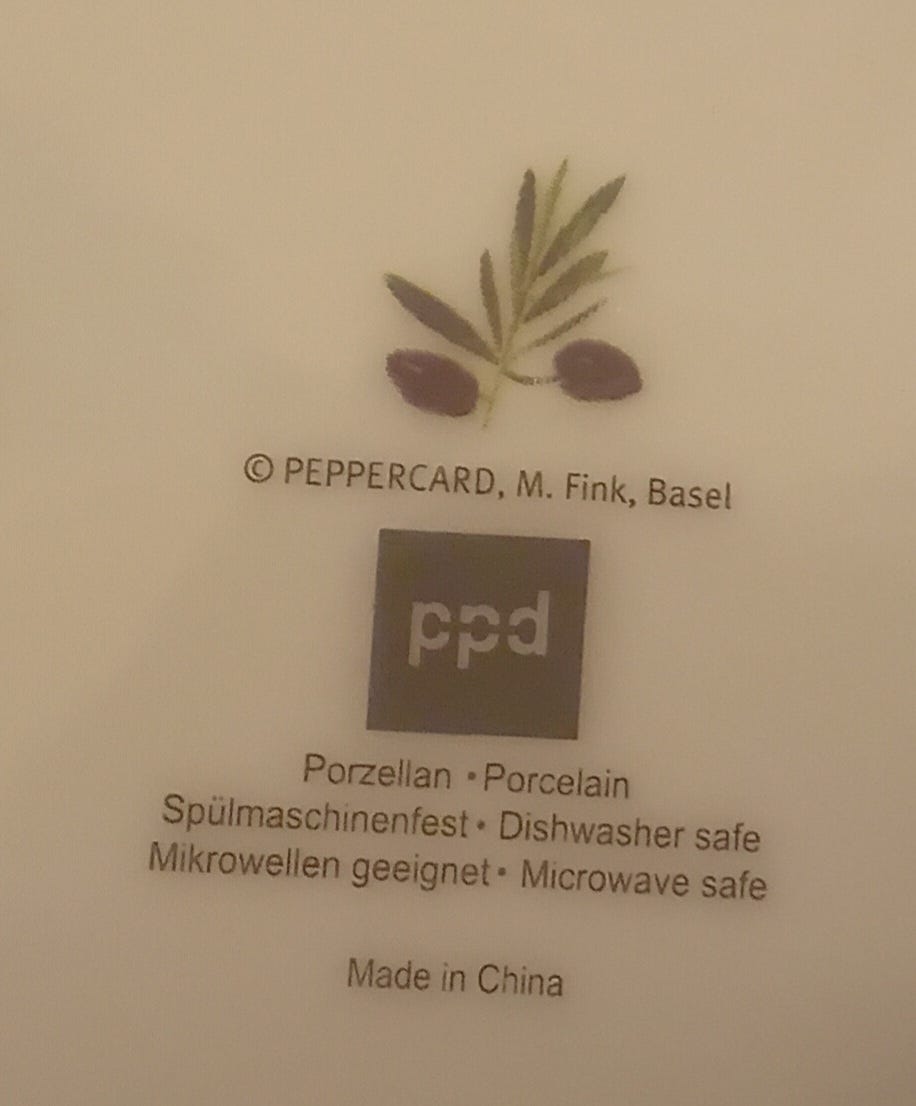 © PEPPERCARD, M. Fink, Basel
ppd
Porzellan • Porcelain
Spülmaschinenfest • Dishwasher safe
Mikrowellen geeignet • Microwave safe
Made in China